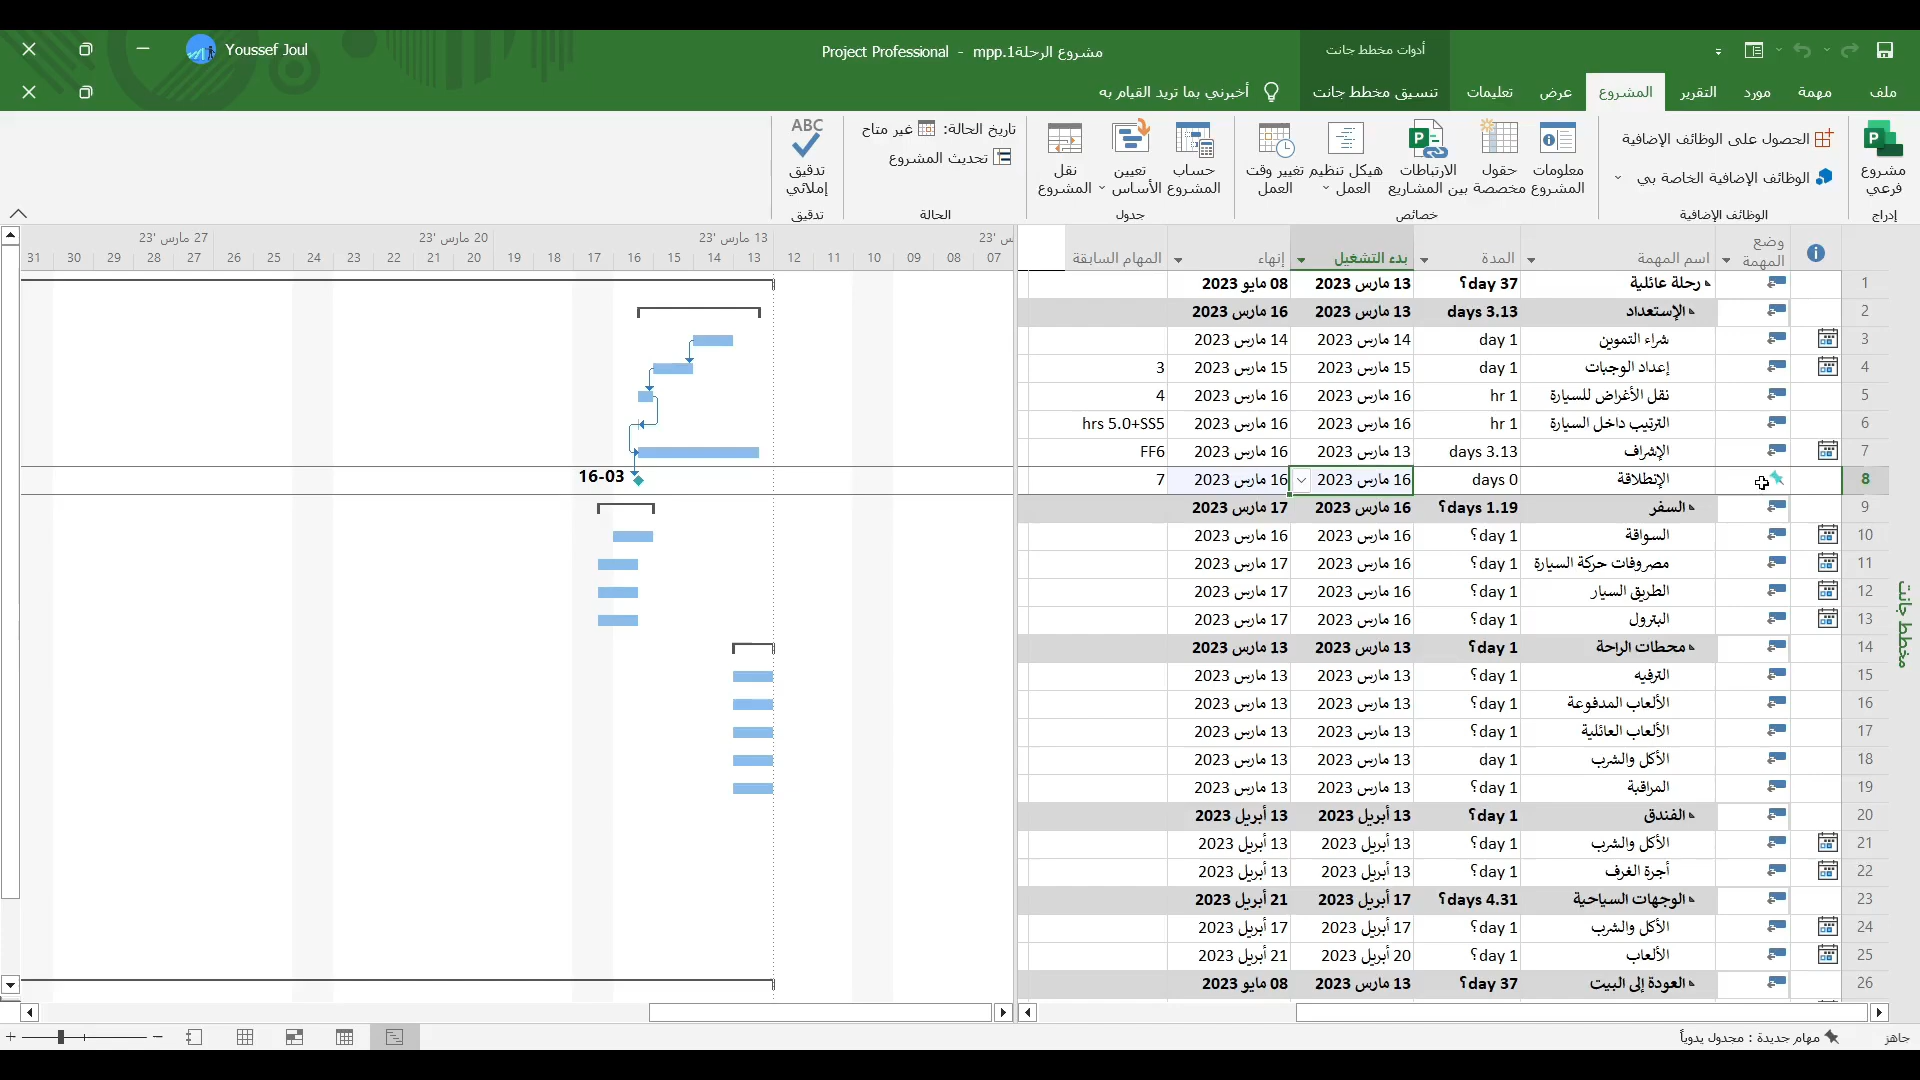 Youssef Joul
مشروع الرحلة1.mpp - Project Professional
أدوات مخطط جانت
ملف
مهمة
مورد
التقرير
المشروع
عرض
تعليمات
تنسيق مخطط جانت
أخبرني بما تريد القيام به
مشروع فرعي
إدراج
الحصول على الوظائف الإضافية
الوظائف الإضافية الخاصة بي
الوظائف الإضافية
معلومات المشروع
حقول مخصصة
الارتباطات بين المشاريع
هيكل تنظيم العمل
تغيير وقت العمل
خصائص
حساب المشروع
تعيين الأساس
نقل المشروع
جدول
تاريخ الحالة: غير متاح
تحديث المشروع
الحالة
ABC
تدقيق إملائي
تدقيق
وضع المهمة
اسم المهمة
المدة
بدء التشغيل
إنهاء
المهام السابقة
1 رحلة عائلية 37 day؟ 13 مارس 2023 08 مايو 2023
2 الإستعداد 3.13 days 13 مارس 2023 16 مارس 2023
3 شراء التموين 1 day 14 مارس 2023 14 مارس 2023
4 إعداد الوجبات 1 day 15 مارس 2023 15 مارس 2023 3
5 نقل الأغراض للسيارة 1 hr 16 مارس 2023 16 مارس 2023 4
6 الترتيب داخل السيارة 1 hr 16 مارس 2023 16 مارس 2023 hrs 5.0+SS5
7 الإشراف 3.13 days 13 مارس 2023 16 مارس 2023 FF6
8 الإنطلاقة 0 days 16 مارس 2023 16 مارس 2023 7
9 السفر 1.19 days؟ 16 مارس 2023 17 مارس 2023
10 السواقة 1 day؟ 16 مارس 2023 16 مارس 2023
11 مصروفات حركة السيارة 1 day؟ 16 مارس 2023 17 مارس 2023
12 الطريق السيار 1 day؟ 16 مارس 2023 17 مارس 2023
13 البترول 1 day؟ 16 مارس 2023 17 مارس 2023
14 محطات الراحة 1 day؟ 13 مارس 2023 13 مارس 2023
15 الترفيه 1 day؟ 13 مارس 2023 13 مارس 2023
16 الألعاب المدفوعة 1 day؟ 13 مارس 2023 13 مارس 2023
17 الألعاب العائلية 1 day؟ 13 مارس 2023 13 مارس 2023
18 الأكل والشرب 1 day 13 مارس 2023 13 مارس 2023
19 المراقبة 1 day؟ 13 مارس 2023 13 مارس 2023
20 الفندق 1 day؟ 13 أبريل 2023 13 أبريل 2023
21 الأكل والشرب 1 day؟ 13 أبريل 2023 13 أبريل 2023
22 أجرة الغرف 1 day؟ 13 أبريل 2023 13 أبريل 2023
23 الوجهات السياحية 4.31 days؟ 17 أبريل 2023 21 أبريل 2023
24 الأكل والشرب 1 day؟ 17 أبريل 2023 17 أبريل 2023
25 الألعاب 1 day؟ 20 أبريل 2023 21 أبريل 2023
26 العودة إلى البيت 37 day؟ 13 مارس 2023 08 مايو 2023
مخطط جانت
13 مارس '23
20 مارس '23
27 مارس '23
07 08 09 10 11 12 13 14 15 16 17 18 19 20 21 22 23 24 25 26 27 28 29 30 31
16-03
جاهز
مهام جديدة : مجدول يدوياً